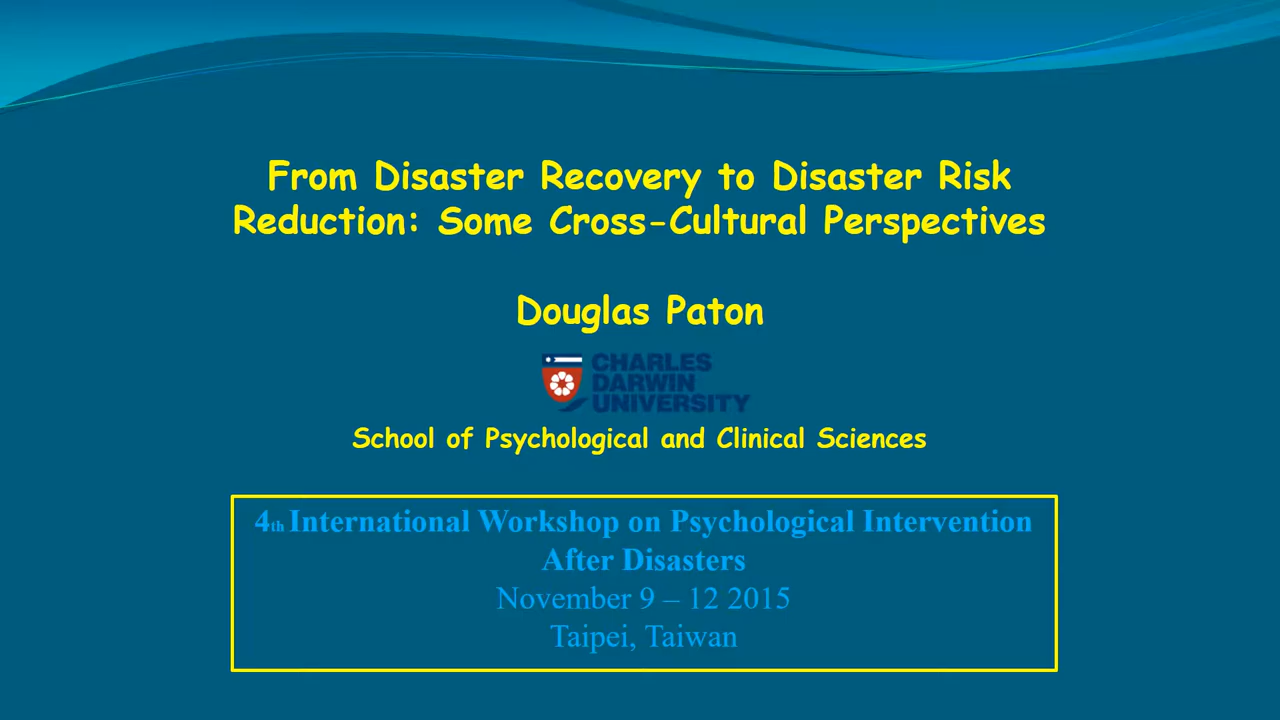 From Disaster Recovery to Disaster Risk
Reduction: Some Cross-Cultural Perspectives
Douglas Paton
CHARLES
DARWIN
UNIVERSITY
School of Psychological and Clinical Sciences
4th International Workshop on Psychological Intervention
After Disasters
November 9 – 12 2015
Taipei, Taiwan